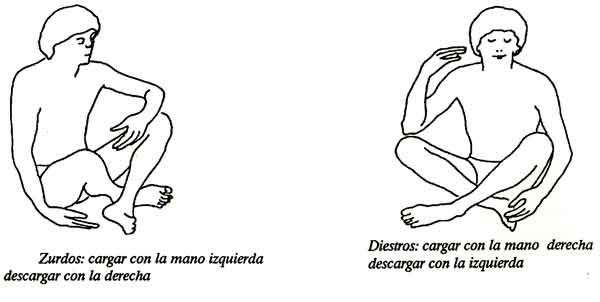 Zurdos: cargar con la mano izquierda
descargar con la derecha
Diestros: cargar con la mano derecha
descargar con la izquierda